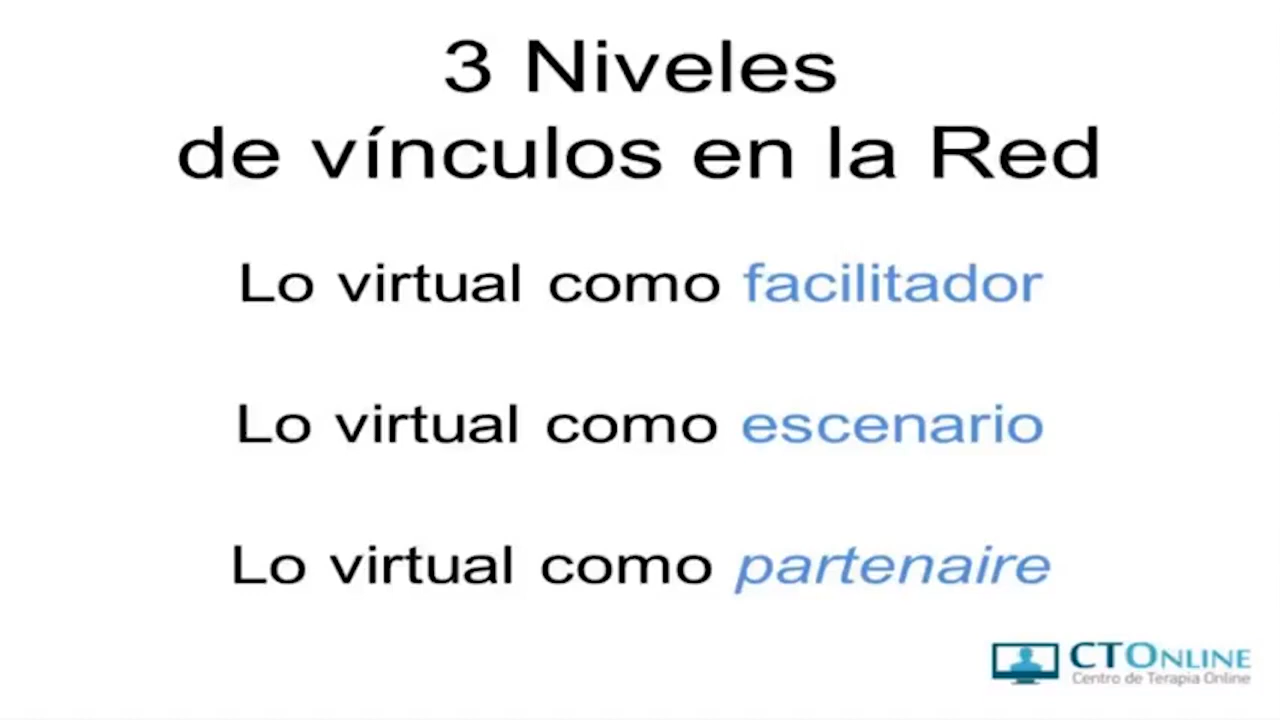 3 Niveles
de vínculos en la Red
Lo virtual como facilitador
Lo virtual como escenario
Lo virtual como partenaire
CTONLINE
Centro de Terapia Online